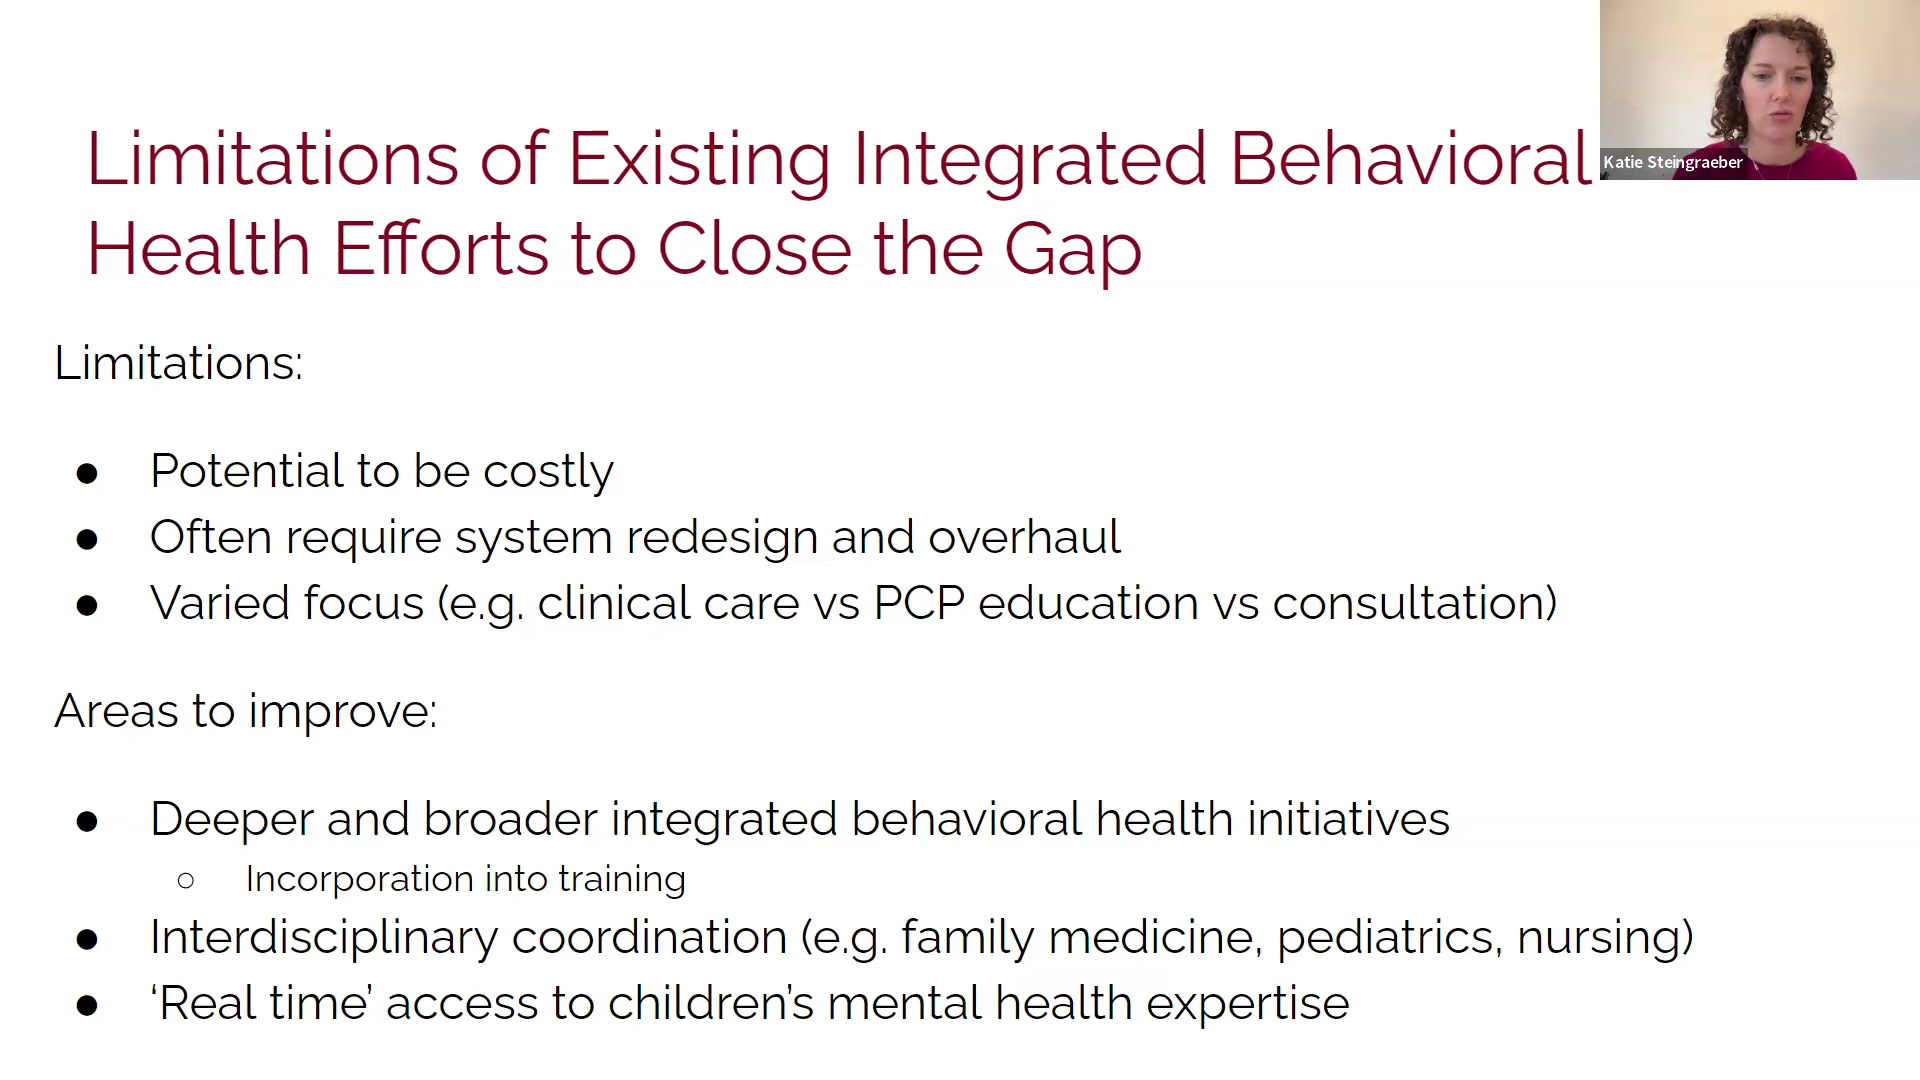 Limitations of Existing Integrated Behavioral
Health Efforts to Close the Gap
Katie Steingraeber
Limitations:
● Potential to be costly
● Often require system redesign and overhaul
● Varied focus (e.g. clinical care vs PCP education vs consultation)
Areas to improve:
● Deeper and broader integrated behavioral health initiatives
○ Incorporation into training
● Interdisciplinary coordination (e.g. family medicine, pediatrics, nursing)
● ‘Real time’ access to children’s mental health expertise